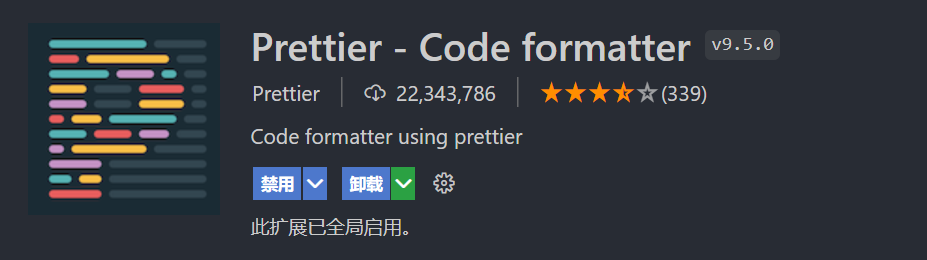 Prettier - Code formatter v9.5.0
Prettier 22,343,786 (339)
Code formatter using prettier
禁用 卸载
此扩展已全局启用。